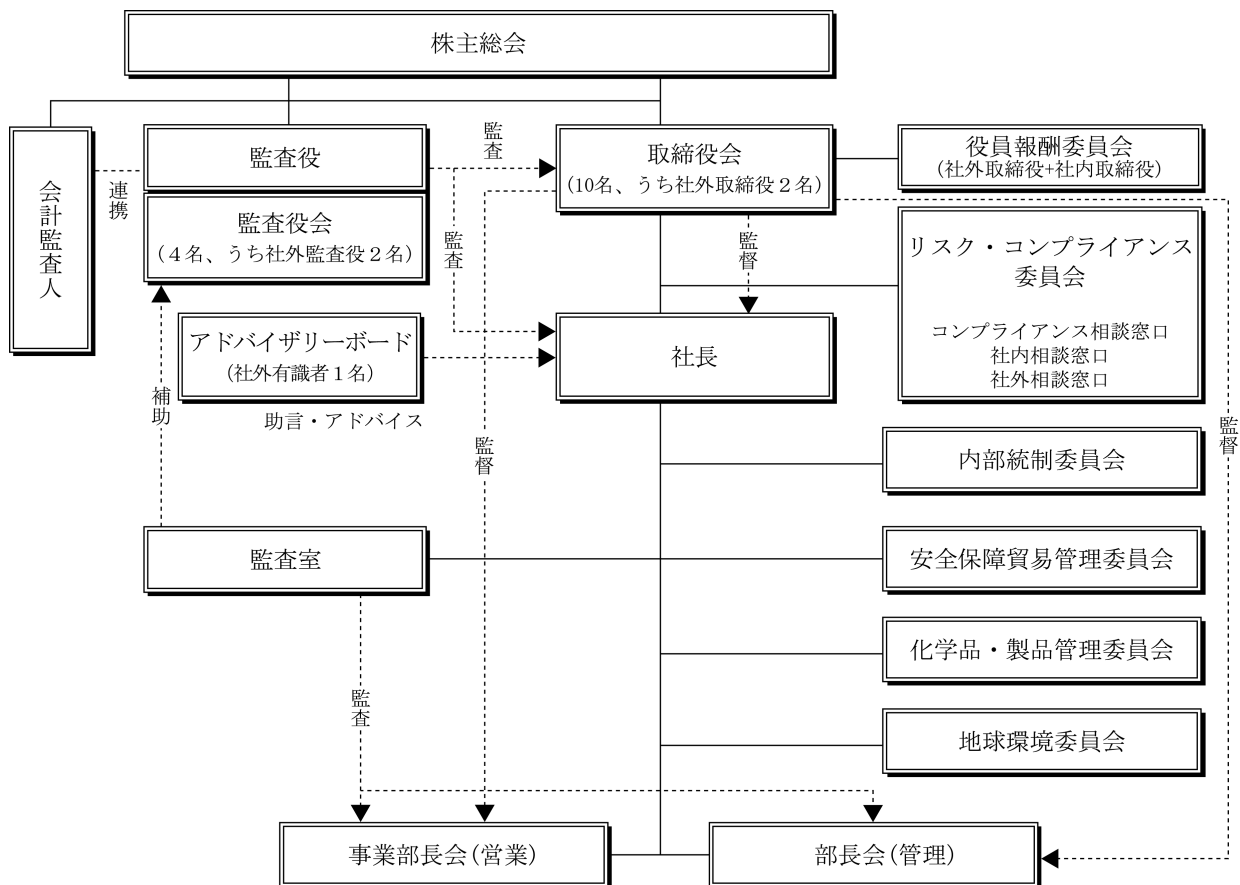 株主総会
会計監査人
連携
監査役
監査役会
(４名、うち社外監査役２名)
監査
監査
取締役会
(10名、うち社外取締役２名)
役員報酬委員会
(社外取締役+社内取締役)
監督
リスク・コンプライアンス
委員会
コンプライアンス相談窓口
社内相談窓口
社外相談窓口
アドバイザリーボード
(社外有識者１名)
助言・アドバイス
社長
補助
監督
監督
内部統制委員会
監査室
安全保障貿易管理委員会
化学品・製品管理委員会
監査
地球環境委員会
事業部長会(営業)
部長会(管理)